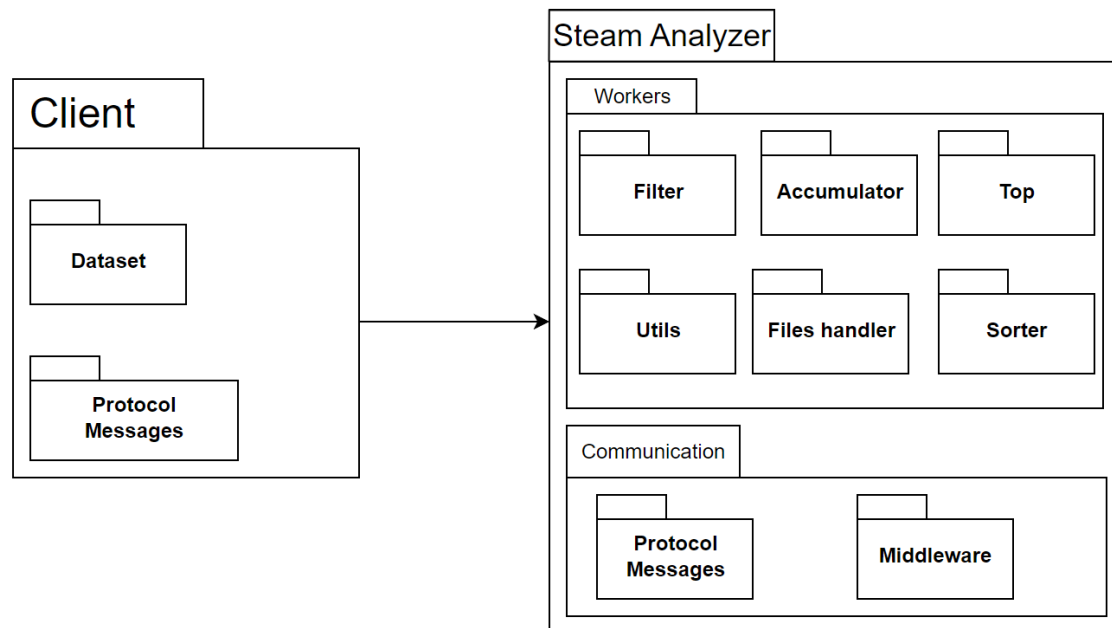 Client
Dataset
Protocol
Messages
Steam Analyzer
Workers
Filter
Accumulator
Top
Utils
Files handler
Sorter
Communication
Protocol
Messages
Middleware